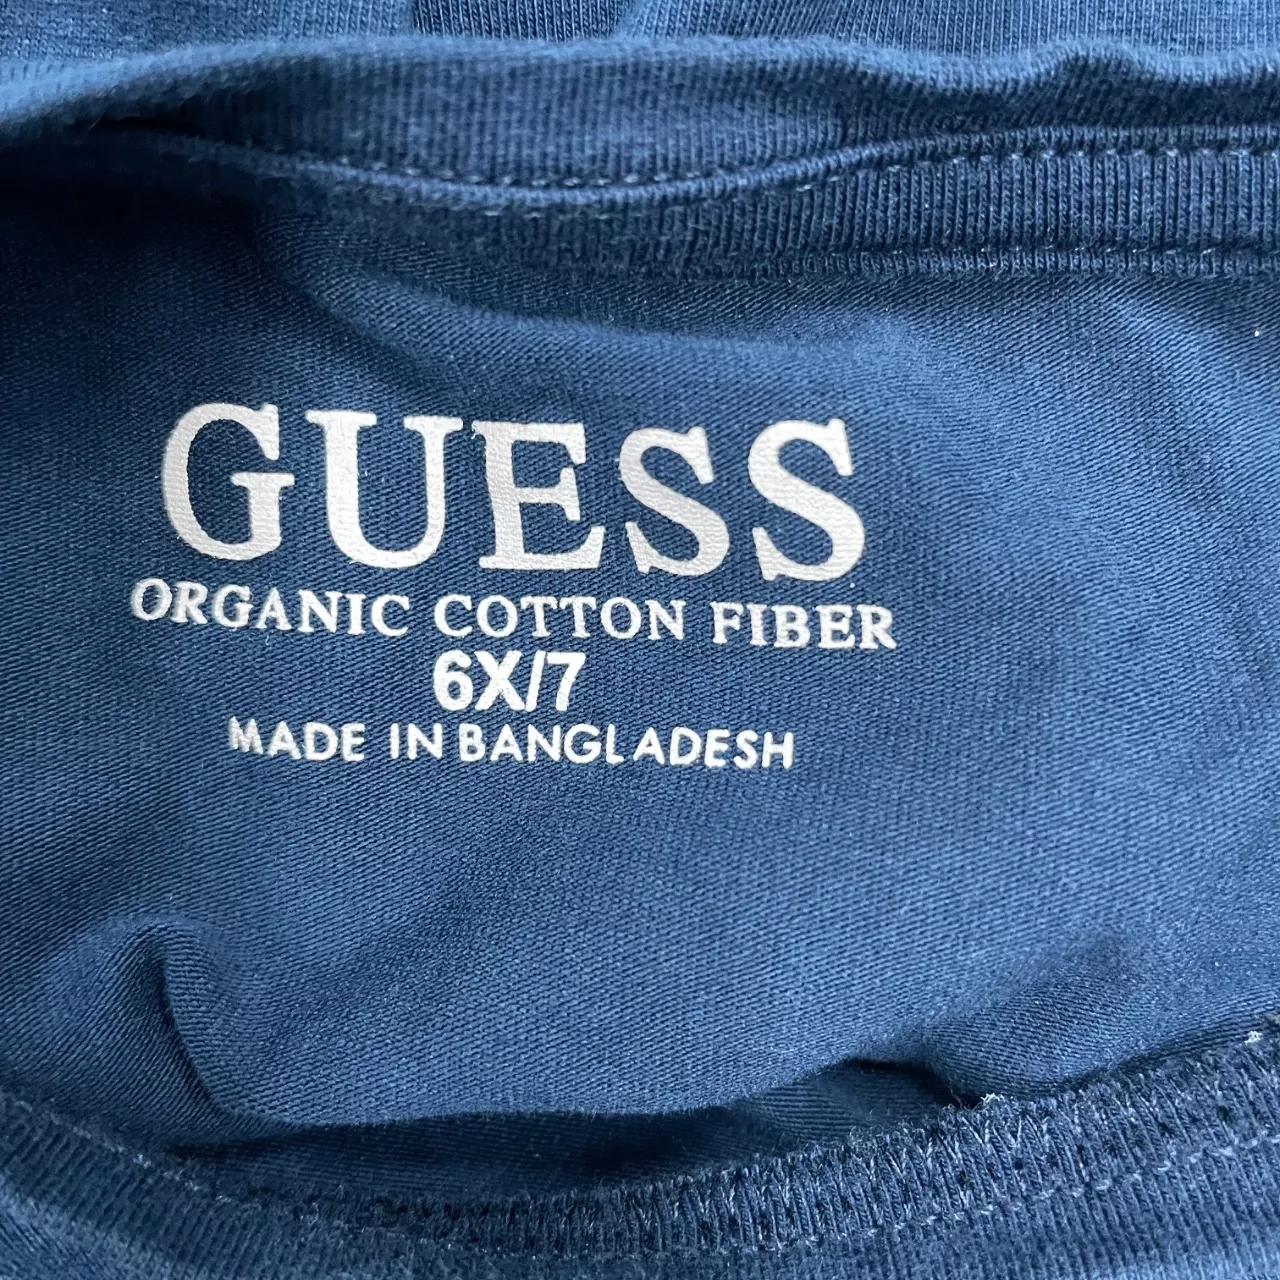 GUESS
ORGANIC COTTON FIBER
6X/7
MADE IN BANGLADESH